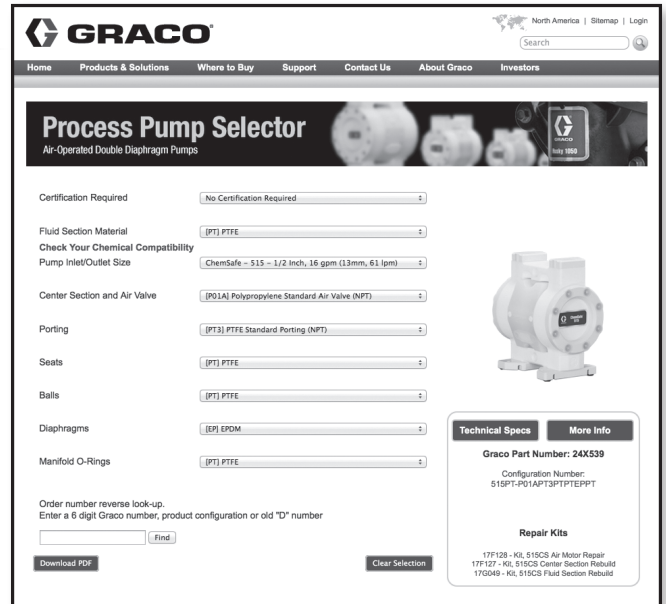 North America | Sitemap | Login
GRACO
Search
Home Products & Solutions Where to Buy Support Contact Us About Graco Investors
Process Pump Selector
Air-Operated Double Diaphragm Pumps
GRACO
Husky 1050
Certification Required No Certification Required
Fluid Section Material [PT] PTFE
Check Your Chemical Compatibility
Pump Inlet/Outlet Size ChemSafe – 515 – 1/2 Inch, 16 gpm (13mm, 61 lpm)
Center Section and Air Valve [P01A] Polypropylene Standard Air Valve (NPT)
Porting [PT3] PTFE Standard Porting (NPT)
Seats [PT] PTFE
Balls [PT] PTFE
Diaphragms [EP] EPDM
Manifold O-Rings [PT] PTFE
Technical Specs More Info
Graco Part Number: 24X539
Configuration Number:
515PT-P01APT3PTPTEPPT
Repair Kits
17F128 - Kit, 515CS Air Motor Repair
17F127 - Kit, 515CS Center Section Rebuild
17G049 - Kit, 515CS Fluid Section Rebuild
Order number reverse look-up.
Enter a 6 digit Graco number, product configuration or old "D" number
Find
Download PDF Clear Selection